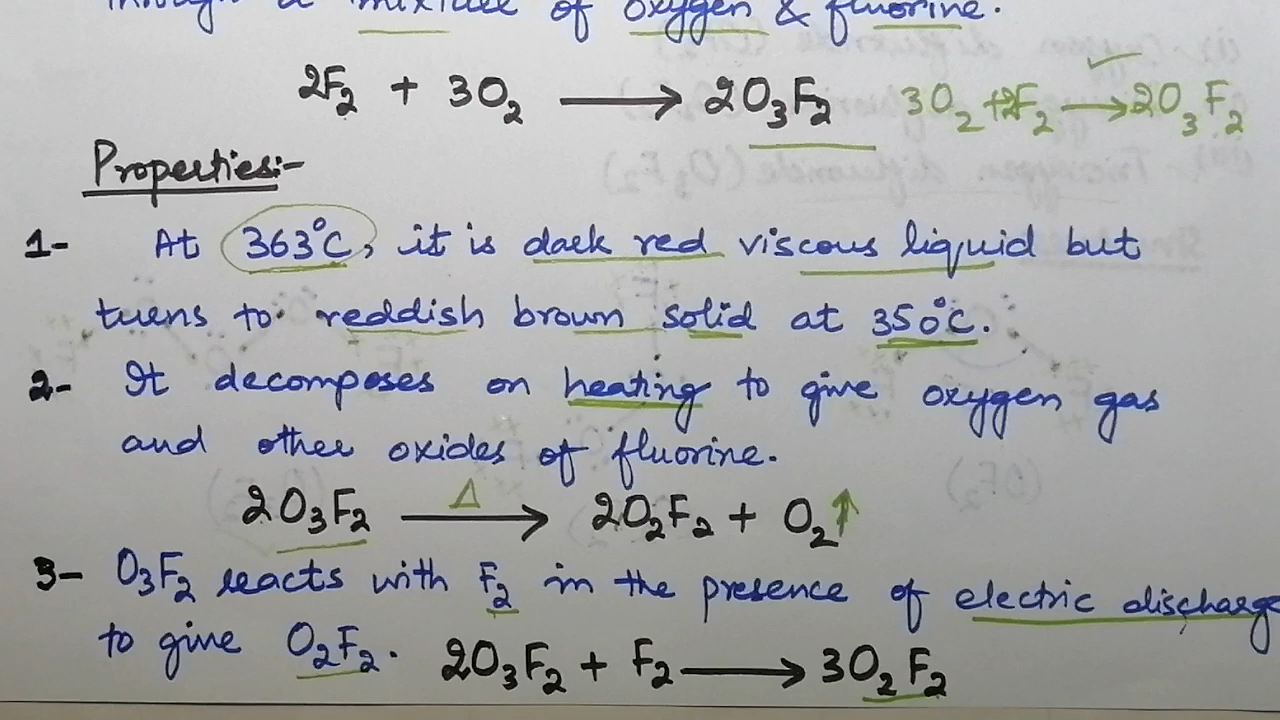 through a mixture of oxygen & fluorine.
2F₂ + 3O₂ ⟶ 2O₃F₂ 3O₂ + 2F₂ ⟶ 2O₃F₂
Properties:-
1- At 363°C, it is dark red viscous liquid but
turns to reddish brown solid at 350°C.
2- It decomposes on heating to give oxygen gas
and other oxides of fluorine.
2O₃F₂ —Δ⟶ 2O₂F₂ + O₂↑
3- O₃F₂ reacts with F₂ in the presence of electric discharge
to give O₂F₂. 2O₃F₂ + F₂ ⟶ 3O₂F₂